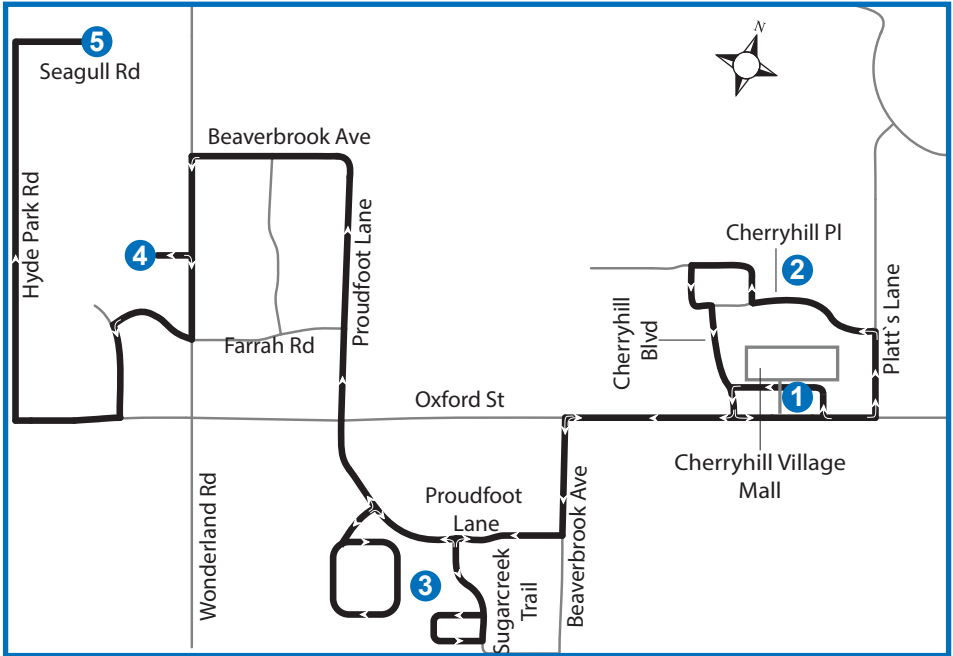 N
5
Seagull Rd
Beaverbrook Ave
Hyde Park Rd
4
Proudfoot Lane
Farrah Rd
Wonderland Rd
Oxford St
Cherryhill Pl
2
Cherryhill
Blvd
Platt`s Lane
1
Cherryhill Village
Mall
Proudfoot
Lane
3
Sugarcreek
Trail
Beaverbrook Ave